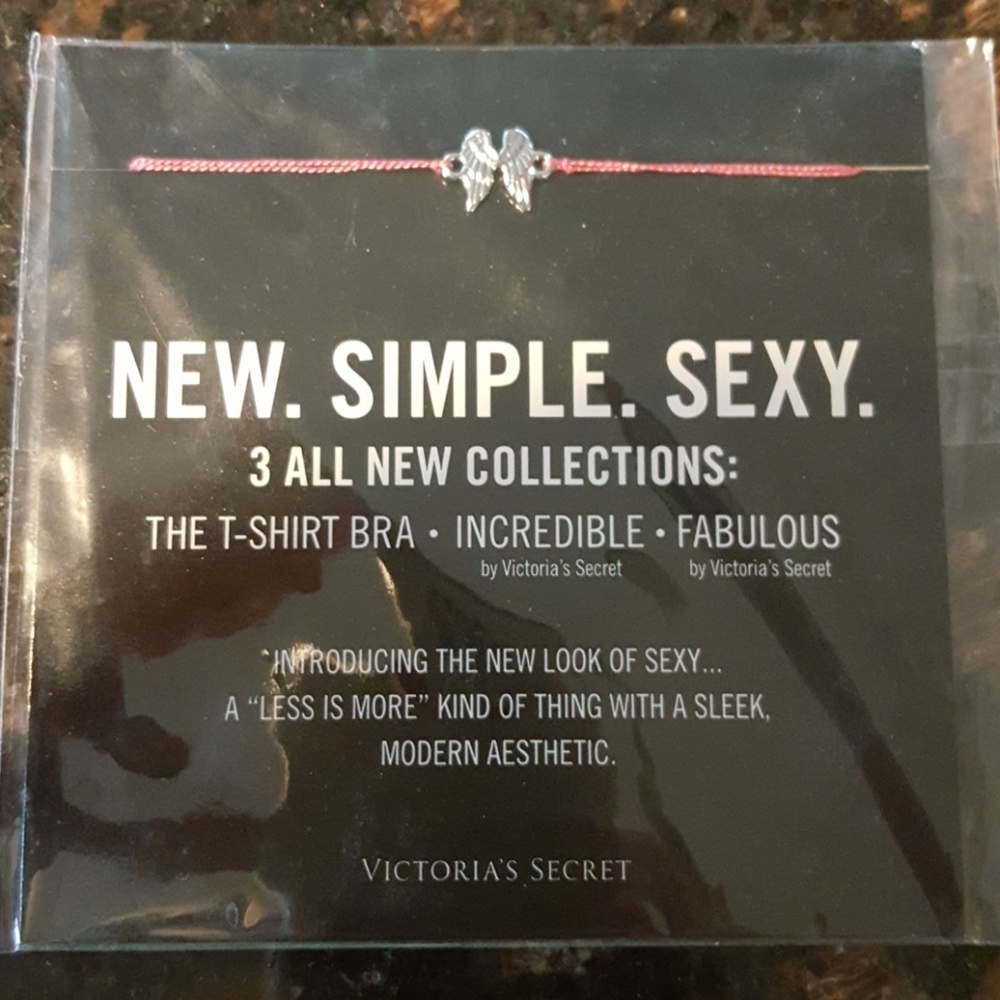 NEW. SIMPLE. SEXY.
3 ALL NEW COLLECTIONS:
THE T-SHIRT BRA • INCREDIBLE • FABULOUS
by Victoria's Secret by Victoria's Secret
INTRODUCING THE NEW LOOK OF SEXY...
A “LESS IS MORE” KIND OF THING WITH A SLEEK,
MODERN AESTHETIC.
VICTORIA'S SECRET